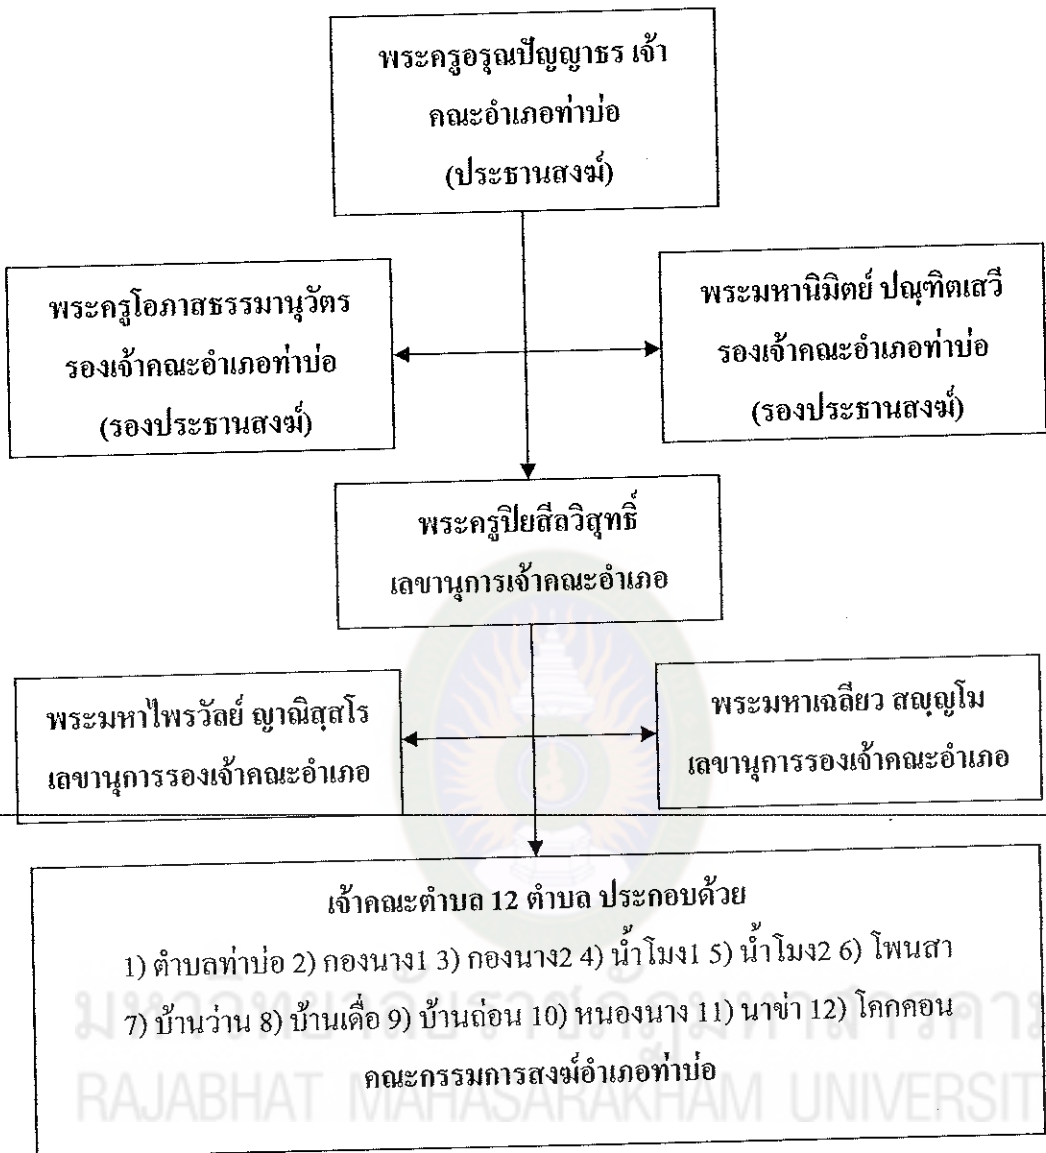 พระครูอรุณปัญญาธร เจ้า
คณะอำเภอท่าบ่อ
(ประธานสงฆ์)
พระครูโอภาสธรรมานุวัตร
รองเจ้าคณะอำเภอท่าบ่อ
(รองประธานสงฆ์)
พระมหานิมิตย์ ปณฺฑิตเสวี
รองเจ้าคณะอำเภอท่าบ่อ
(รองประธานสงฆ์)
พระครูปิยสีลวิสุทธิ์
เลขานุการเจ้าคณะอำเภอ
พระมหาไพรวัลย์ ญาณิสฺสโร
เลขานุการรองเจ้าคณะอำเภอ
พระมหาเฉลียว สญฺญโม
เลขานุการรองเจ้าคณะอำเภอ
เจ้าคณะตำบล 12 ตำบล ประกอบด้วย
1) ตำบลท่าบ่อ 2) กองนาง1 3) กองนาง2 4) น้ำโมง1 5) น้ำโมง2 6) โพนสา
7) บ้านว่าน 8) บ้านเดื่อ 9) บ้านถ่อน 10) หนองนาง 11) นาข่า 12) โคกคอน
คณะกรรมการสงฆ์อำเภอท่าบ่อ
มหาวิทยาลัยราชภัฏมหาสารคาม
RAJABHAT MAHASARAKHAM UNIVERSIT